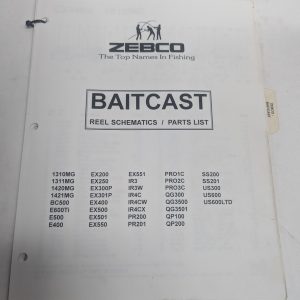 ZEBCO
The Top Names In Fishing
BAITCAST
REEL SCHEMATICS / PARTS LIST
1310MG EX200 EX551 PRO1C SS200
1311MG EX250 IR3 PRO2C SS201
1420MG EX300P IR3W PRO3C US300
1421MG EX301P IR4C QG300 US600
BC500 EX400 IR4CW QG3500 US600LTD
E600Ti EX500 IR4CX QG3501
E500 EX501 PR200 QP100
E400 EX550 PR201 QP200